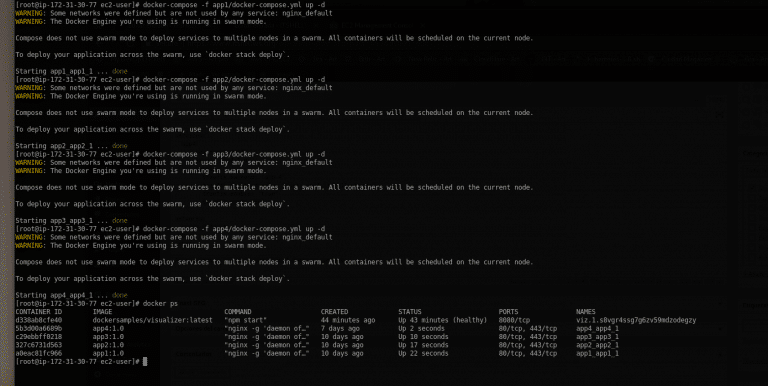 [root@ip-172-31-30-77 ec2-user]# docker-compose -f app1/docker-compose.yml up -d
WARNING: Some networks were defined but are not used by any service: nginx_default
WARNING: The Docker Engine you're using is running in swarm mode.
Compose does not use swarm mode to deploy services to multiple nodes in a swarm. All containers will be scheduled on the current node.
To deploy your application across the swarm, use `docker stack deploy`.
Starting app1_app1_1 ... done
[root@ip-172-31-30-77 ec2-user]# docker-compose -f app2/docker-compose.yml up -d
WARNING: Some networks were defined but are not used by any service: nginx_default
WARNING: The Docker Engine you're using is running in swarm mode.
Compose does not use swarm mode to deploy services to multiple nodes in a swarm. All containers will be scheduled on the current node.
To deploy your application across the swarm, use `docker stack deploy`.
Starting app2_app2_1 ... done
[root@ip-172-31-30-77 ec2-user]# docker-compose -f app3/docker-compose.yml up -d
WARNING: Some networks were defined but are not used by any service: nginx_default
WARNING: The Docker Engine you're using is running in swarm mode.
Compose does not use swarm mode to deploy services to multiple nodes in a swarm. All containers will be scheduled on the current node.
To deploy your application across the swarm, use `docker stack deploy`.
Starting app3_app3_1 ... done
[root@ip-172-31-30-77 ec2-user]# docker-compose -f app4/docker-compose.yml up -d
WARNING: Some networks were defined but are not used by any service: nginx_default
WARNING: The Docker Engine you're using is running in swarm mode.
Compose does not use swarm mode to deploy services to multiple nodes in a swarm. All containers will be scheduled on the current node.
To deploy your application across the swarm, use `docker stack deploy`.
Starting app4_app4_1 ... done
[root@ip-172-31-30-77 ec2-user]# docker ps
CONTAINER ID IMAGE COMMAND CREATED STATUS PORTS NAMES
d338ab8cfe40 dockersamples/visualizer:latest "npm start" 44 minutes ago Up 43 minutes (healthy) 8080/tcp viz.1.s8vgr4ssg7g6zv59mdzodegzy
5b3d00a6689b app4:1.0 "nginx -g 'daemon of…" 7 days ago Up 2 seconds 80/tcp, 443/tcp app4_app4_1
c29ebbff0218 app3:1.0 "nginx -g 'daemon of…" 10 days ago Up 10 seconds 80/tcp, 443/tcp app3_app3_1
327c6731d563 app2:1.0 "nginx -g 'daemon of…" 10 days ago Up 17 seconds 80/tcp, 443/tcp app2_app2_1
a0eac81fc966 app1:1.0 "nginx -g 'daemon of…" 10 days ago Up 22 seconds 80/tcp, 443/tcp app1_app1_1
[root@ip-172-31-30-77 ec2-user]#